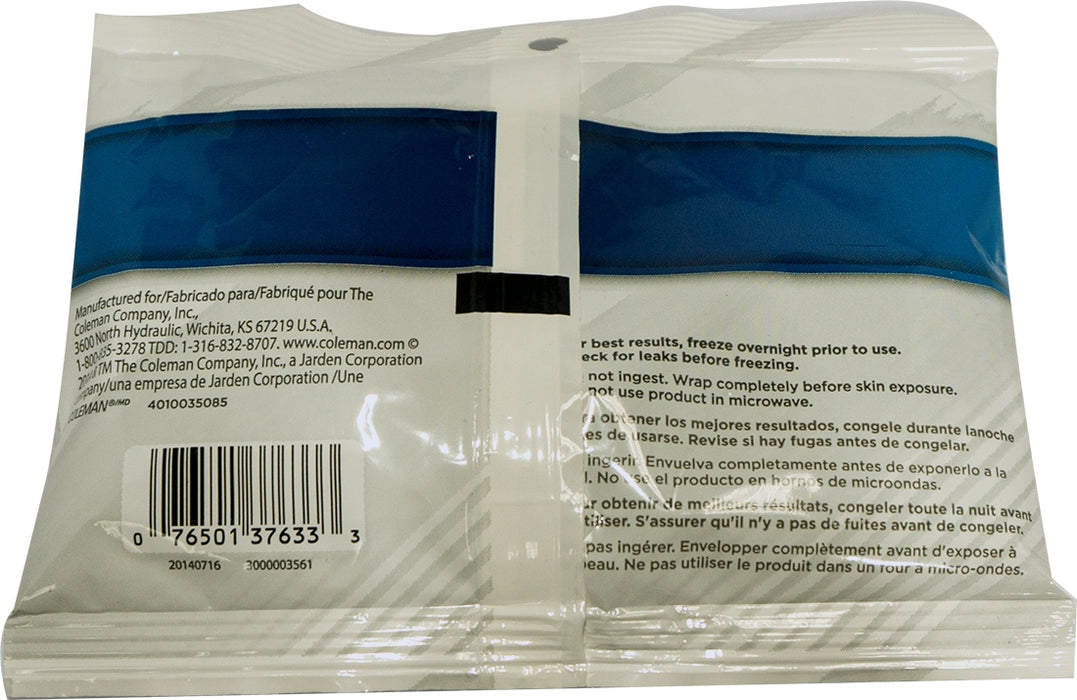 Manufactured for/Fabricado para/Fabriqué pour The
Coleman Company, Inc.,
3600 North Hydraulic, Wichita, KS 67219 U.S.A.
1-800-835-3278 TDD: 1-316-832-8707. www.coleman.com ©
TM The Coleman Company, Inc., a Jarden Corporation
/una empresa de Jarden Corporation /Une
COLEMAN®/MD 4010035085
0 76501 37633 3
20140716 3000003561
best results, freeze overnight prior to use.
for leaks before freezing.
not ingest. Wrap completely before skin exposure.
not use product in microwave.
obtener los mejores resultados, congele durante lanoche
de usarse. Revise si hay fugas antes de congelar.
ingerir. Envuelva completamente antes de exponerlo a la
No use el producto en hornos de microondas.
obtenir de meilleurs résultats, congeler toute la nuit avant
S'assurer qu'il n'y a pas de fuites avant de congeler.
pas ingérer. Envelopper complètement avant d'exposer à
Ne pas utiliser le produit dans un four à micro-ondes.